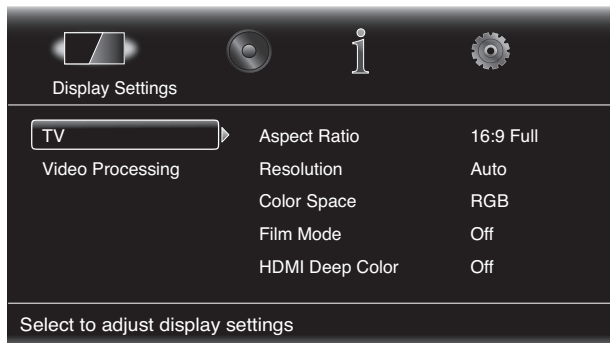 Display Settings
TV Aspect Ratio 16:9 Full
Video Processing Resolution Auto
Color Space RGB
Film Mode Off
HDMI Deep Color Off
Select to adjust display settings